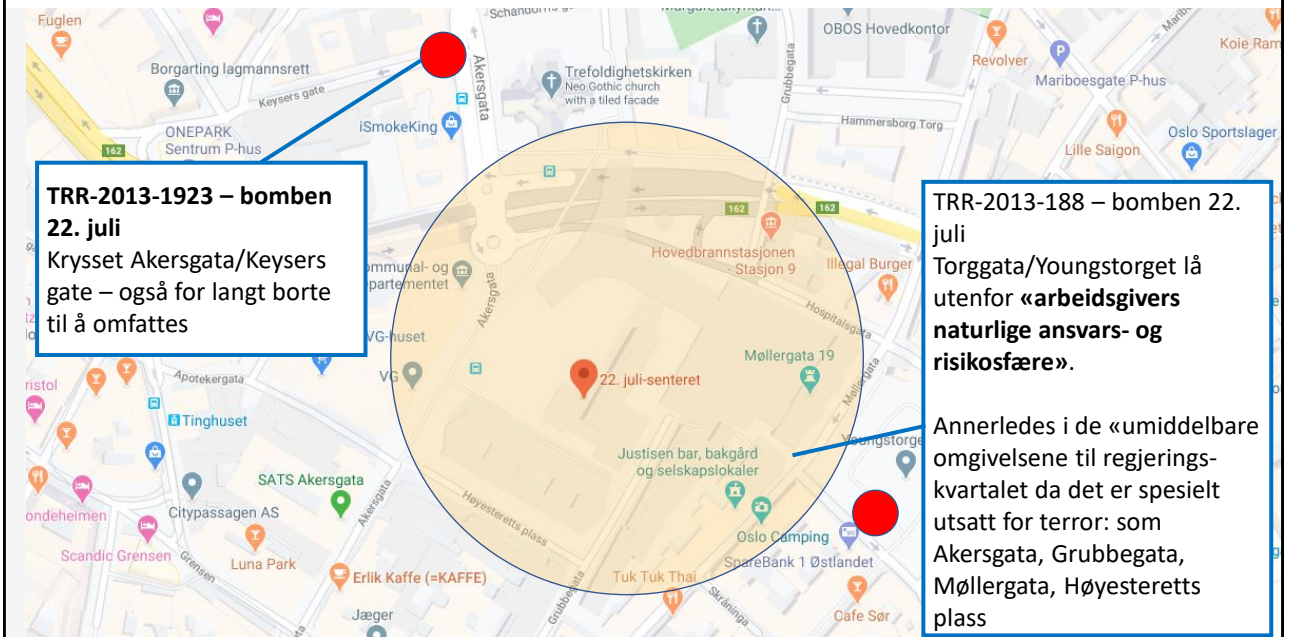 Fuglen
Schandorffs g
OBOS Hovedkontor
Revolver
Koie Ram
Borgarting lagmannsrett
Keysers gate
Akersgata
Trefoldighetskirken
Neo Gothic church
with a tiled facade
Grubbegata
Mariboesgate P-hus
ONEPARK
Sentrum P-hus
iSmokeKing
Hammersborg Torg
Oslo Sportslager
Lille Saigon
162
TRR-2013-1923 – bomben
22. juli
Krysset Akersgata/Keysers
gate – også for langt borte
til å omfattes
162
162
Hovedbrannstasjonen
- Stasjon 9
Illegal Burger
ommunal- og
partementet
Akersgata
Hospitalsgata
VG-huset
VG
Møllergata 19
Møllergata
22. juli-senteret
ristol
Apotekergata
Tinghuset
Youngstorge
Justisen bar, bakgård
og selskapslokaler
SATS Akersgata
Akersgata
Høyesteretts plass
ondeheimen
Citypassagen AS
Oslo Camping
SpareBank 1 Østlandet
Scandic Grensen
Grensen
Luna Park
Erlik Kaffe (=KAFFE)
Tuk Tuk Thai
Skråninga
Grubbegata
Jæger
Cafe Sør
TRR-2013-188 – bomben 22.
juli
Torggata/Youngstorget lå
utenfor «arbeidsgivers
naturlige ansvars- og
risikosfære».
Annerledes i de «umiddelbare
omgivelsene til regjerings-
kvartalet da det er spesielt
utsatt for terror: som
Akersgata, Grubbegata,
Møllergata, Høyesteretts
plass